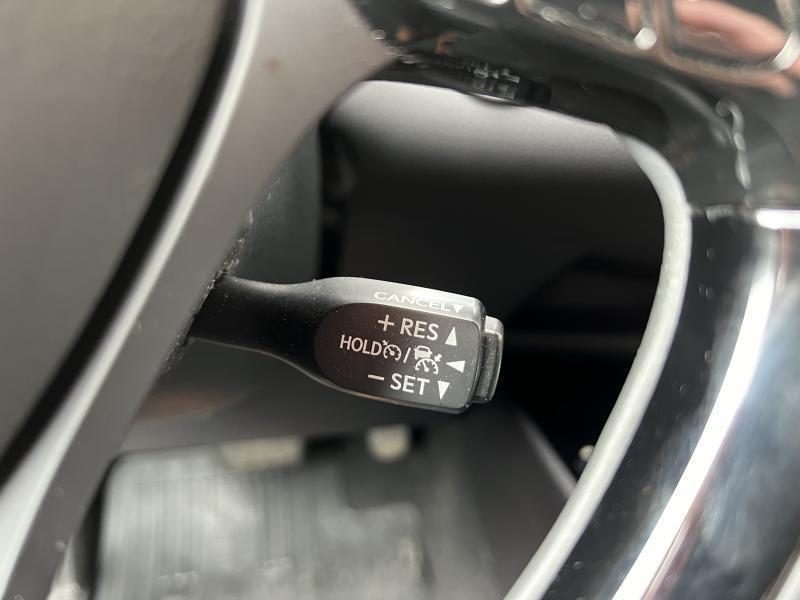 CANCEL▼
+ RES ▲
HOLD / ◀
− SET ▼